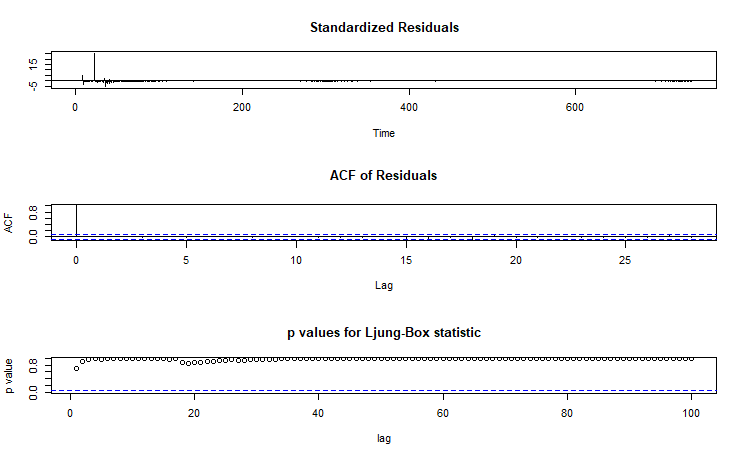 Standardized Residuals
15
-5
0 200 400 600
Time
ACF of Residuals
ACF
0.8
0.0
0 5 10 15 20 25
Lag
p values for Ljung-Box statistic
p value
0.8
0.0
0 20 40 60 80 100
lag